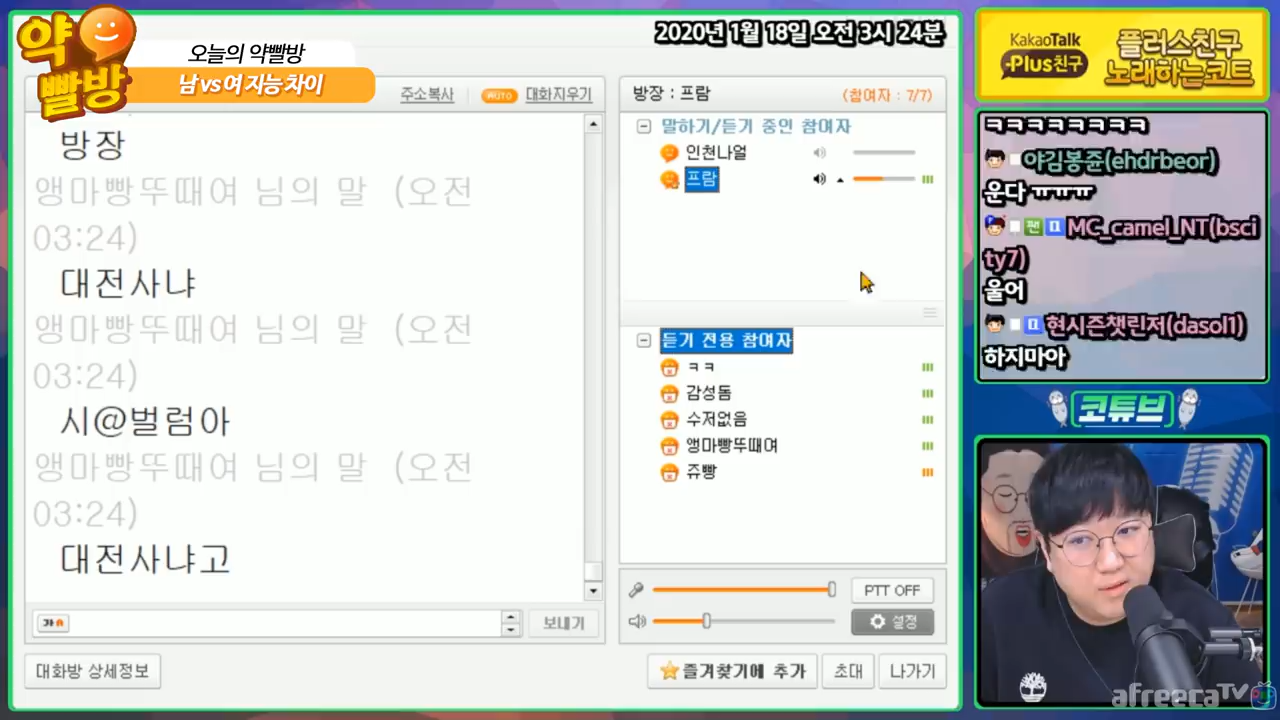 약빨방
오늘의 약빨방
남 vs 여 지능 차이
2020년 1월 18일 오전 3시 24분
주소복사
AUTO
대화지우기
방장
앵마빵뚜때여 님의 말 (오전
03:24)
대전사냐
앵마빵뚜때여 님의 말 (오전
03:24)
시@벌럼아
앵마빵뚜때여 님의 말 (오전
03:24)
대전사냐고
가
보내기
대화방 상세정보
방장 : 프람
(참여자 : 7/7)
말하기/듣기 중인 참여자
인천나얼
프람
듣기 전용 참여자
ㅋㅋ
감성돔
수저없음
앵마빵뚜때여
쥬빵
PTT OFF
설정
즐겨찾기에 추가
초대
나가기
KakaoTalk
Plus친구
플러스친구
노래하는코트
ㅋㅋㅋㅋㅋㅋㅋㅋ
야김봉쥰(ehdrbeor)
운다 ㅠㅠㅠ
팬 MC_camel_NT(bsci
ty7)
울어
현시즌챗린저(dasol1)
하지마아
코튜브
afreecaTV